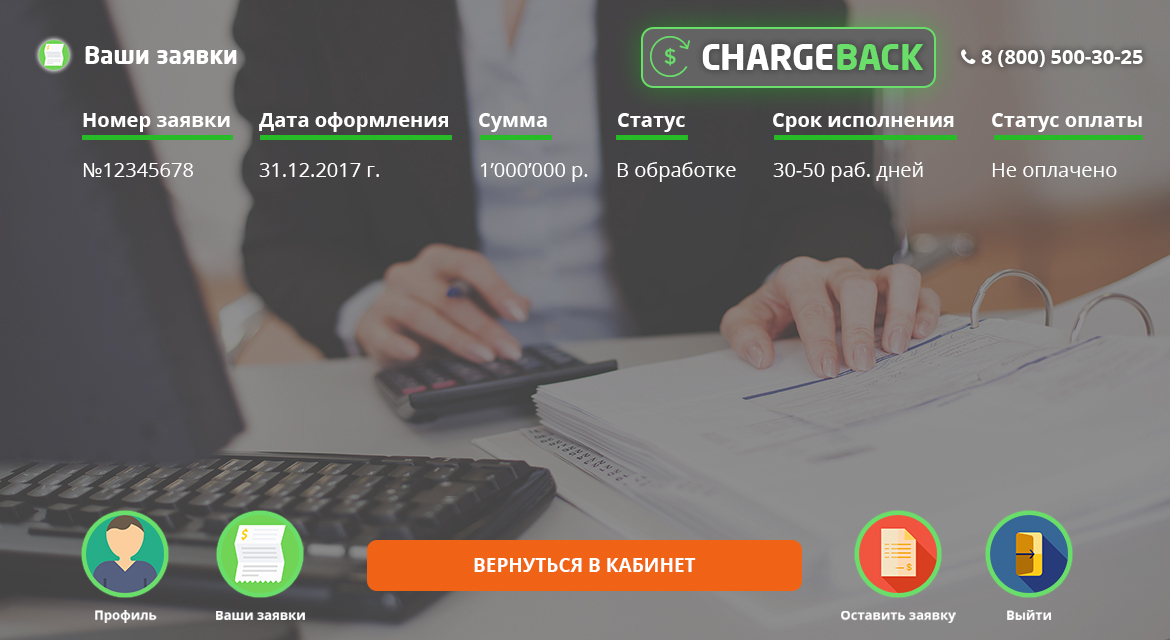 Ваши заявки
$ CHARGEBACK
8 (800) 500-30-25
Номер заявки Дата оформления Сумма Статус Срок исполнения Статус оплаты
№12345678 31.12.2017 г. 1’000’000 р. В обработке 30-50 раб. дней Не оплачено
ВЕРНУТЬСЯ В КАБИНЕТ
Профиль Ваши заявки Оставить заявку Выйти